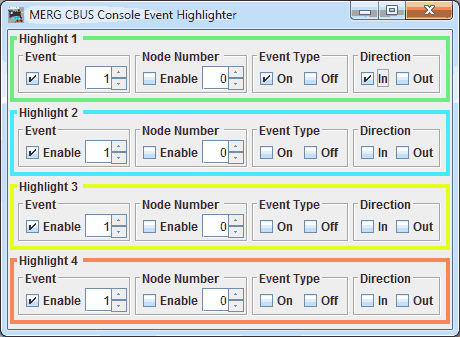 MERG CBUS Console Event Highlighter
Highlight 1
Event Node Number Event Type Direction
Enable 1 Enable 0 On Off In Out
Highlight 2
Event Node Number Event Type Direction
Enable 1 Enable 0 On Off In Out
Highlight 3
Event Node Number Event Type Direction
Enable 1 Enable 0 On Off In Out
Highlight 4
Event Node Number Event Type Direction
Enable 1 Enable 0 On Off In Out